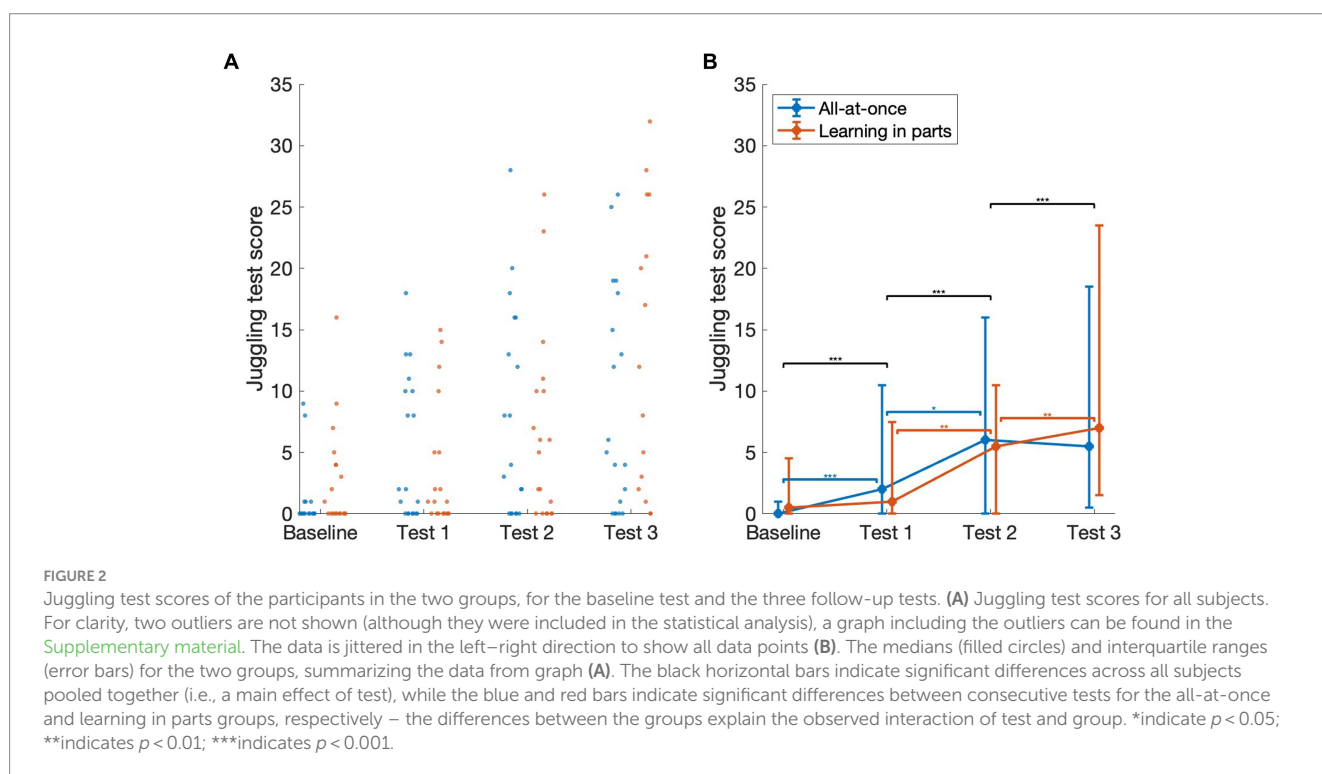 A
B
35
30
25
20
15
10
5
0
Juggling test score
Baseline Test 1 Test 2 Test 3
35
30
25
20
15
10
5
0
Juggling test score
All-at-once
Learning in parts
***
***
***
*
**
**
***
Baseline Test 1 Test 2 Test 3
FIGURE 2
Juggling test scores of the participants in the two groups, for the baseline test and the three follow-up tests. (A) Juggling test scores for all subjects.
For clarity, two outliers are not shown (although they were included in the statistical analysis), a graph including the outliers can be found in the
Supplementary material. The data is jittered in the left–right direction to show all data points (B). The medians (filled circles) and interquartile ranges
(error bars) for the two groups, summarizing the data from graph (A). The black horizontal bars indicate significant differences across all subjects
pooled together (i.e., a main effect of test), while the blue and red bars indicate significant differences between consecutive tests for the all-at-once
and learning in parts groups, respectively – the differences between the groups explain the observed interaction of test and group. *indicate p < 0.05;
**indicates p < 0.01; ***indicates p < 0.001.